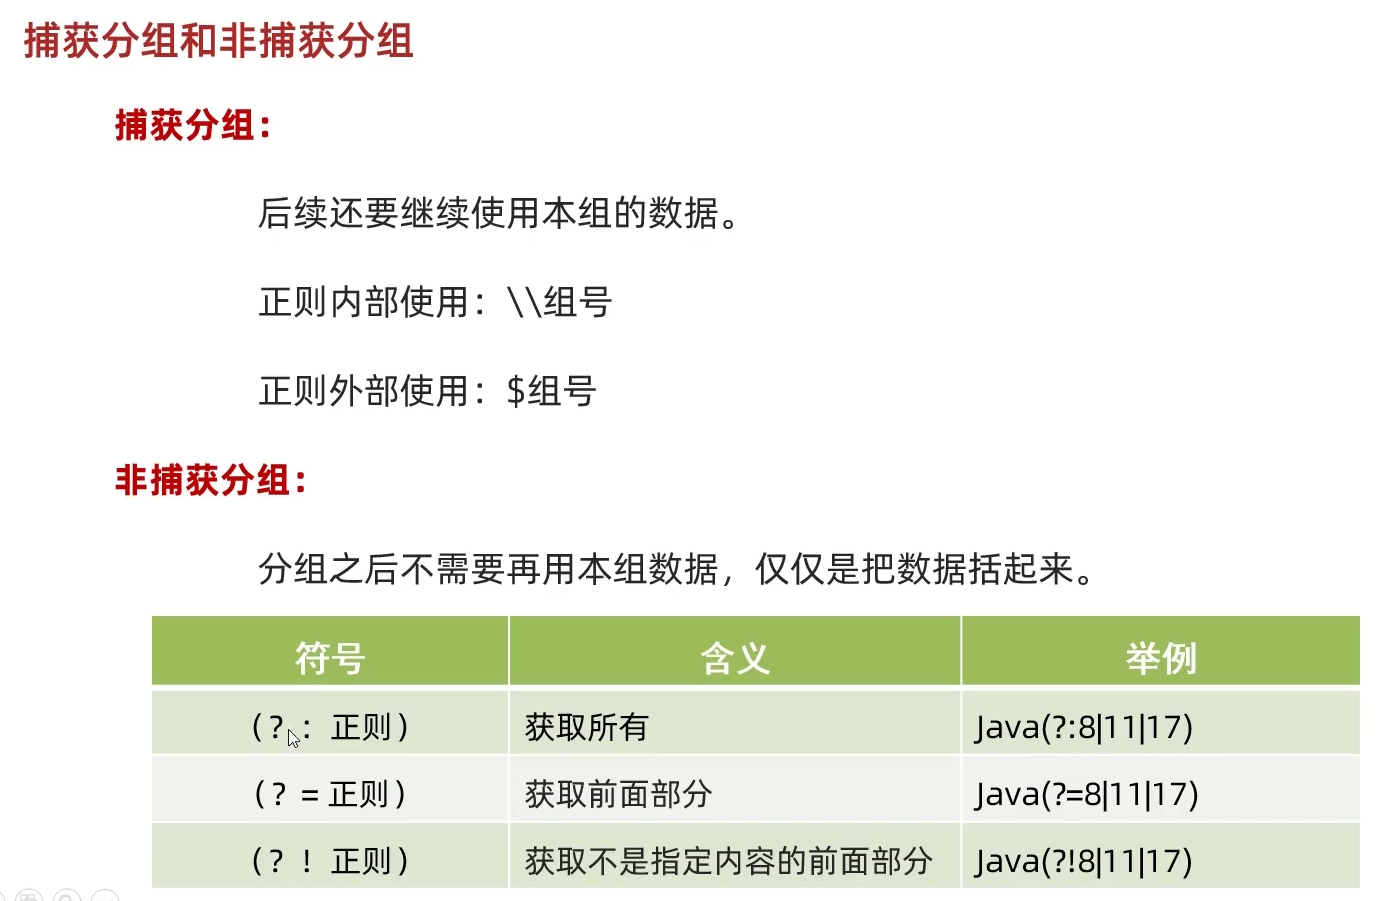 捕获分组和非捕获分组
捕获分组：
后续还要继续使用本组的数据。
正则内部使用：\\组号
正则外部使用：$组号
非捕获分组：
分组之后不需要再用本组数据，仅仅是把数据括起来。
符号 含义 举例
（？：正则） 获取所有 Java(?:8|11|17)
（？=正则） 获取前面部分 Java(?=8|11|17)
（？！正则） 获取不是指定内容的前面部分 Java(?!8|11|17)